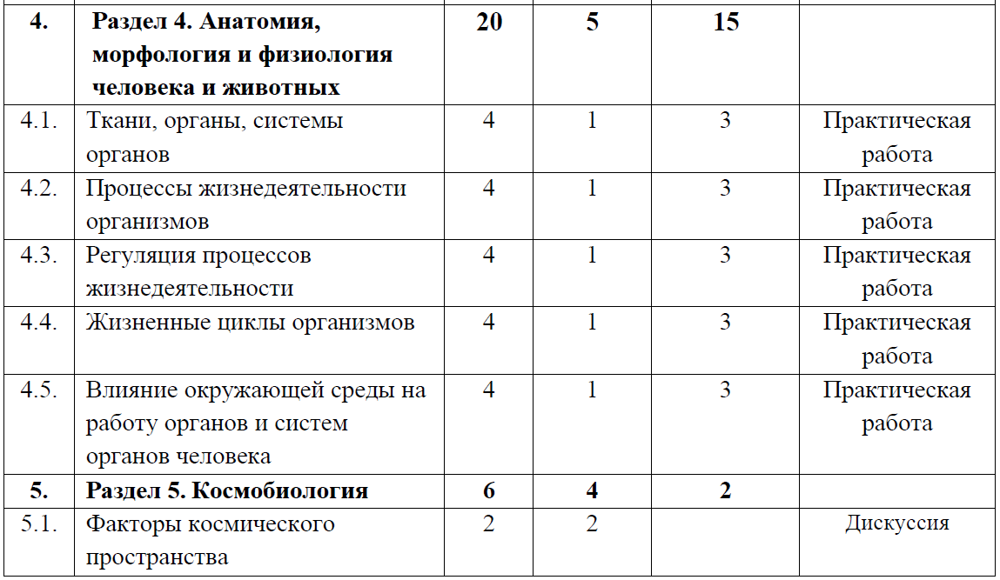 4. Раздел 4. Анатомия, 20 5 15
морфология и физиология
человека и животных
4.1. Ткани, органы, системы 4 1 3 Практическая
органов работа
4.2. Процессы жизнедеятельности 4 1 3 Практическая
организмов работа
4.3. Регуляция процессов 4 1 3 Практическая
жизнедеятельности работа
4.4. Жизненные циклы организмов 4 1 3 Практическая
работа
4.5. Влияние окружающей среды на 4 1 3 Практическая
работу органов и систем работа
органов человека
5. Раздел 5. Космобиология 6 4 2
5.1. Факторы космического 2 2 Дискуссия
пространства